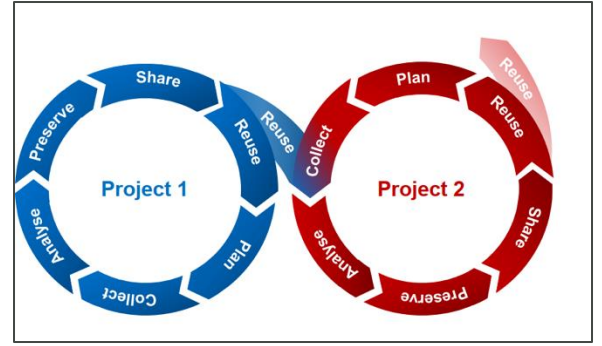 Share
Reuse
Plan
Collect
Analyse
Preserve
Project 1
Reuse
Plan
Reuse
Share
Preserve
Analyse
Collect
Project 2
Reuse